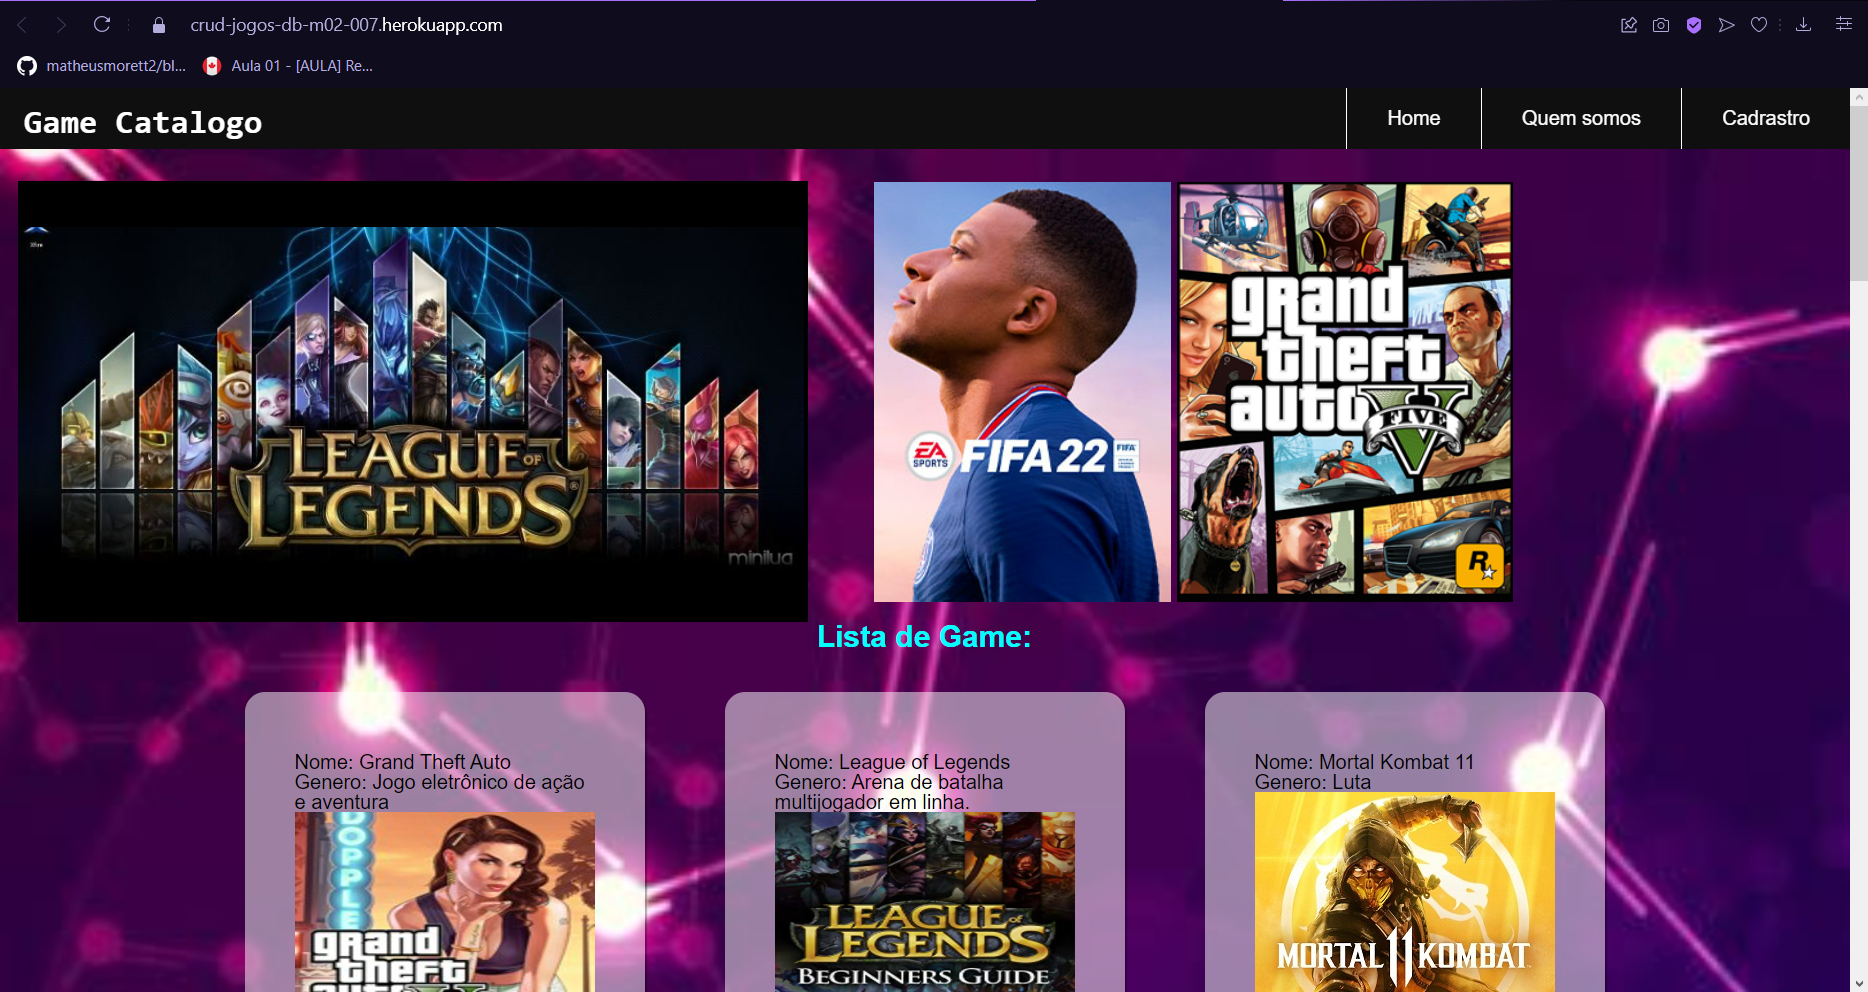 crud-jogos-db-m02-007.herokuapp.com
matheusmorett2/bl...
Aula 01 - [AULA] Re...
Game Catalogo
Home
Quem somos
Cadrastro
LEAGUE OF
LEGENDS
minilua
EA
SPORTS
FIFA 22
FIFA
grand
theft
auto
FIVE
V
R
Lista de Game:
Nome: Grand Theft Auto
Genero: Jogo eletrônico de ação
e aventura
DOPPLE
grand
theft
auto
V
Nome: League of Legends
Genero: Arena de batalha
multijogador em linha.
LEAGUE of
LEGENDS
BEGINNERS GUIDE
Nome: Mortal Kombat 11
Genero: Luta
MORTAL 11 KOMBAT